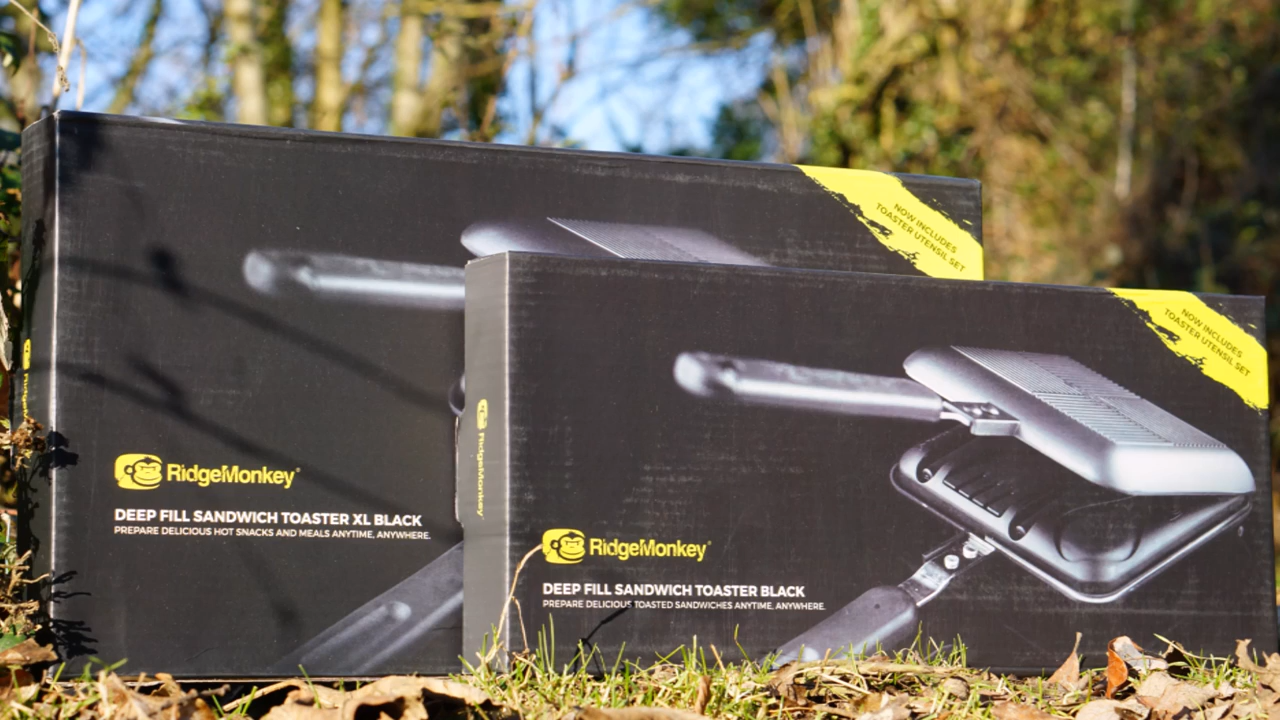 NOW INCLUDES
TOASTER UTENSIL SET
RidgeMonkey®
DEEP FILL SANDWICH TOASTER XL BLACK
PREPARE DELICIOUS HOT SNACKS AND MEALS ANYTIME, ANYWHERE.
RidgeMonkey
NOW INCLUDES
TOASTER UTENSIL SET
RidgeMonkey
RidgeMonkey®
DEEP FILL SANDWICH TOASTER BLACK
PREPARE DELICIOUS TOASTED SANDWICHES ANYTIME, ANYWHERE.